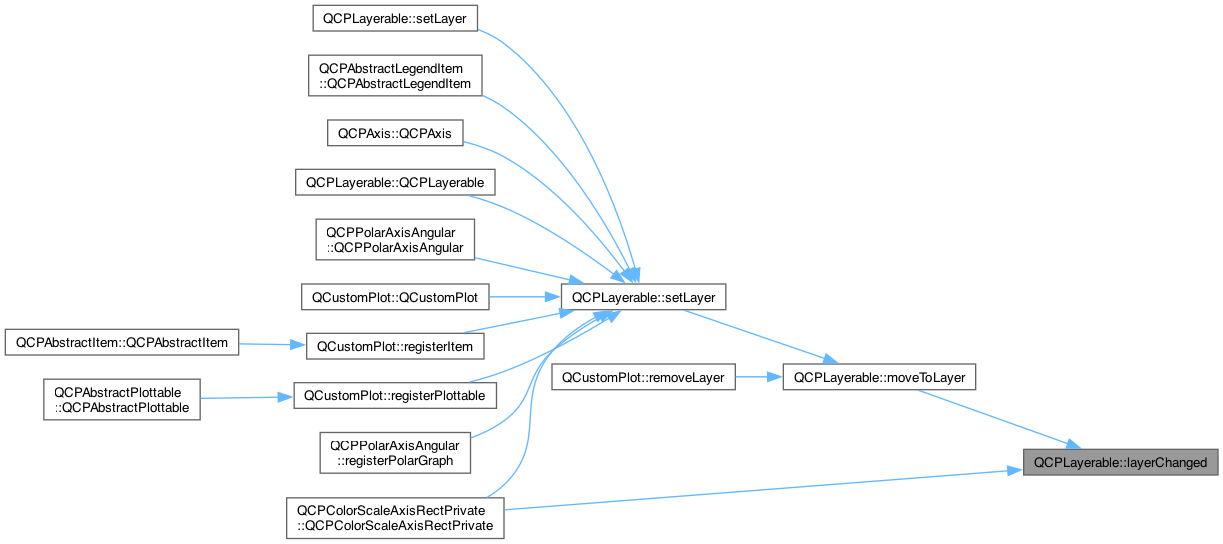 QCPLayerable::setLayer
QCPAbstractLegendItem
::QCPAbstractLegendItem
QCPAxis::QCPAxis
QCPLayerable::QCPLayerable
QCPPolarAxisAngular
::QCPPolarAxisAngular
QCustomPlot::QCustomPlot
QCPLayerable::setLayer
QCPAbstractItem::QCPAbstractItem
QCustomPlot::registerItem
QCustomPlot::removeLayer
QCPLayerable::moveToLayer
QCPAbstractPlottable
::QCPAbstractPlottable
QCustomPlot::registerPlottable
QCPPolarAxisAngular
::registerPolarGraph
QCPLayerable::layerChanged
QCPColorScaleAxisRectPrivate
::QCPColorScaleAxisRectPrivate